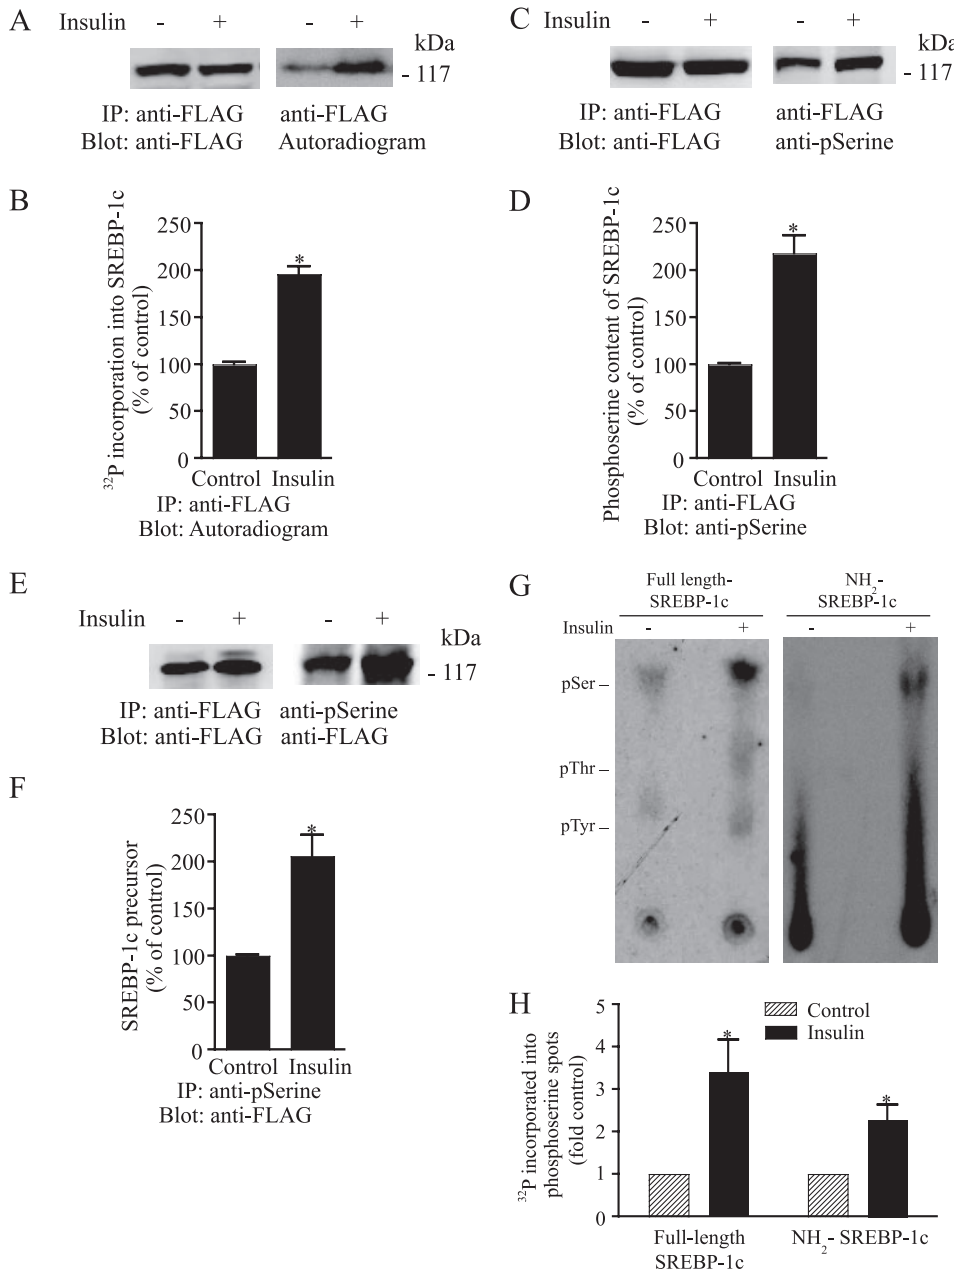 A
Insulin - +
kDa
- 117
IP: anti-FLAG anti-FLAG
Blot: anti-FLAG Autoradiogram
B
³²P incorporation into SREBP-1c
(% of control)
250
200
150
100
50
0
*
Control Insulin
IP: anti-FLAG
Blot: Autoradiogram
C
Insulin - + - +
kDa
- 117
IP: anti-FLAG anti-FLAG
Blot: anti-FLAG anti-pSerine
D
Phosphoserine content of SREBP-1c
(% of control)
250
200
150
100
50
0
*
Control Insulin
IP: anti-FLAG
Blot: anti-pSerine
E
Insulin - + - +
kDa
- 117
IP: anti-FLAG anti-pSerine
Blot: anti-FLAG anti-FLAG
F
SREBP-1c precursor
(% of control)
250
200
150
100
50
0
*
Control Insulin
IP: anti-pSerine
Blot: anti-FLAG
G
Full length-
SREBP-1c
NH₂-
SREBP-1c
Insulin - + - +
pSer –
pThr –
pTyr –
H
³²P incorporated into
phosphoserine spots
(fold control)
5
4
3
2
1
0
Control
Insulin
*
*
Full-length
SREBP-1c
NH₂- SREBP-1c